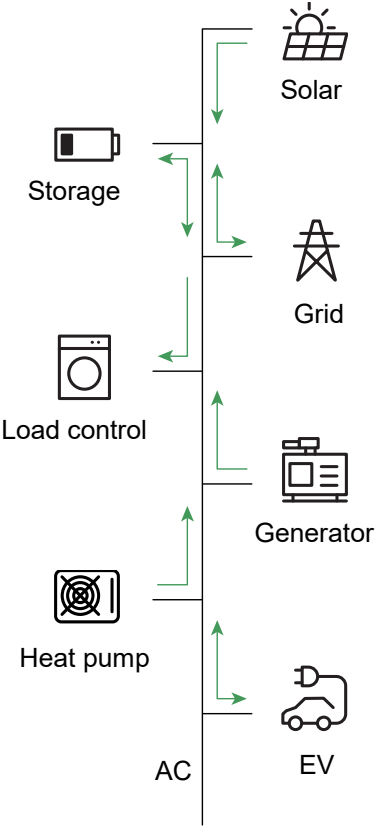 Solar
Storage
Grid
Load control
Generator
Heat pump
EV
AC